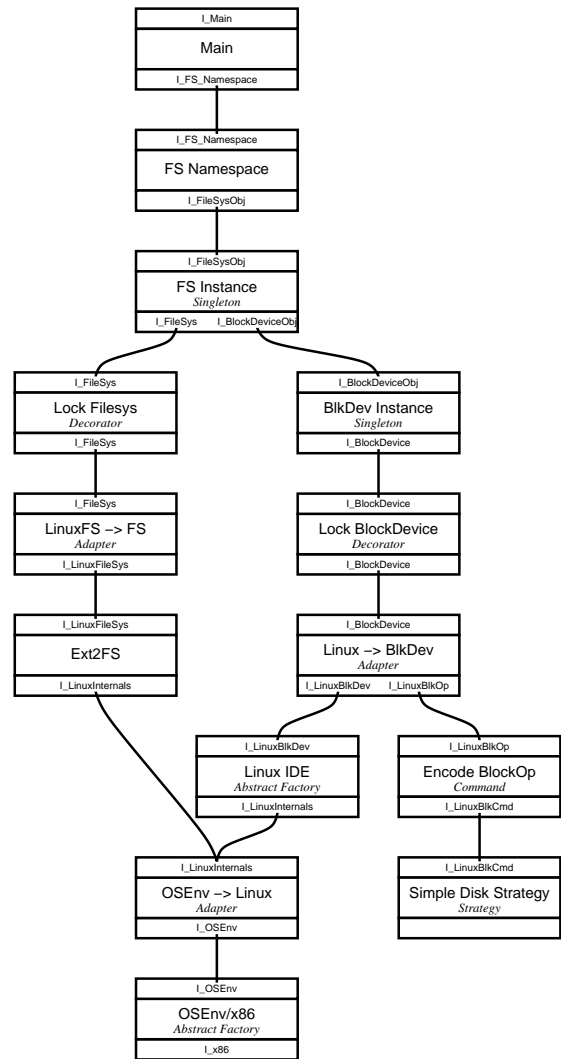 I_Main
Main
I_FS_Namespace
I_FS_Namespace
FS Namespace
I_FileSysObj
I_FileSysObj
FS Instance
Singleton
I_FileSys I_BlockDeviceObj
I_FileSys
Lock Filesys
Decorator
I_FileSys
I_BlockDeviceObj
BlkDev Instance
Singleton
I_BlockDevice
I_FileSys
LinuxFS −> FS
Adapter
I_LinuxFileSys
I_BlockDevice
Lock BlockDevice
Decorator
I_BlockDevice
I_LinuxFileSys
Ext2FS
I_LinuxInternals
I_BlockDevice
Linux −> BlkDev
Adapter
I_LinuxBlkDev I_LinuxBlkOp
I_LinuxBlkDev
Linux IDE
Abstract Factory
I_LinuxInternals
I_LinuxBlkOp
Encode BlockOp
Command
I_LinuxBlkCmd
I_LinuxInternals
OSEnv −> Linux
Adapter
I_OSEnv
I_LinuxBlkCmd
Simple Disk Strategy
Strategy
I_OSEnv
OSEnv/x86
Abstract Factory
I_x86